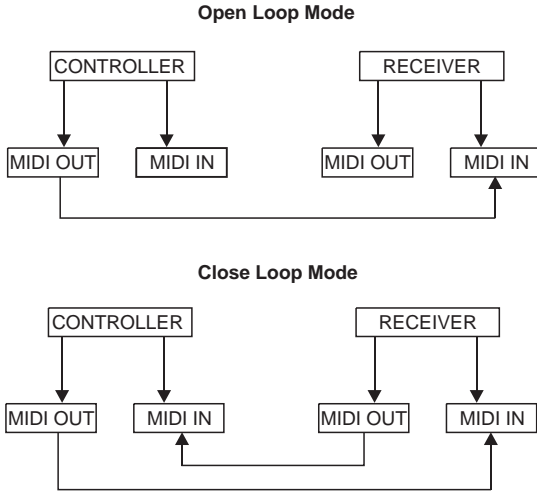 Open Loop Mode
CONTROLLER RECEIVER
MIDI OUT MIDI IN MIDI OUT MIDI IN
Close Loop Mode
CONTROLLER RECEIVER
MIDI OUT MIDI IN MIDI OUT MIDI IN